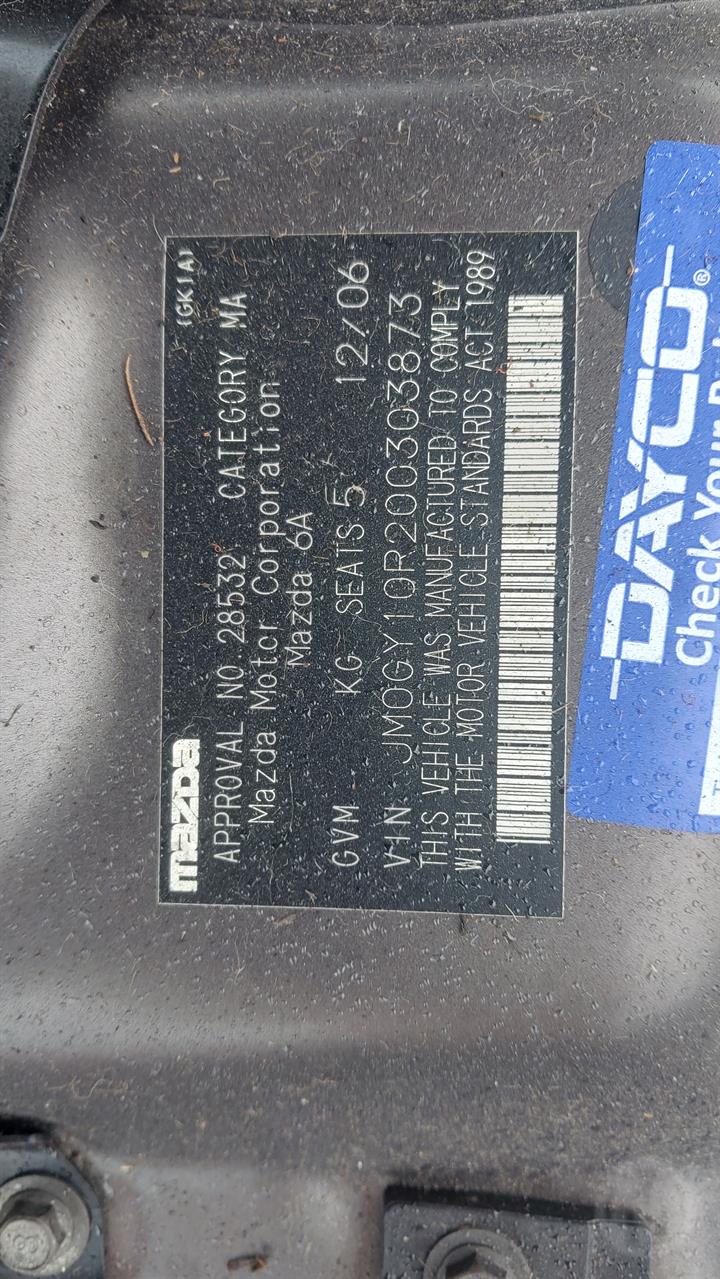 (GK1A)
mazda
APPROVAL NO 28532 CATEGORY MA
Mazda Motor Corporation
Mazda 6A
GVM KG SEATS 5 12/06
VIN JM0GY10R200303873
THIS VEHICLE WAS MANUFACTURED TO COMPLY
WITH THE MOTOR VEHICLE STANDARDS ACT 1989
DAYCO®
Check Your